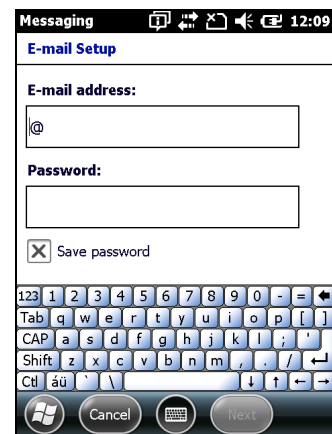 Messaging 12:09
E-mail Setup
E-mail address:
@
Password:
Save password
123 1 2 3 4 5 6 7 8 9 0 - =
Tab q w e r t y u i o p [ ]
CAP a s d f g h j k l ; '
Shift z x c v b n m , . /
Ctl áü ` \
Cancel Next